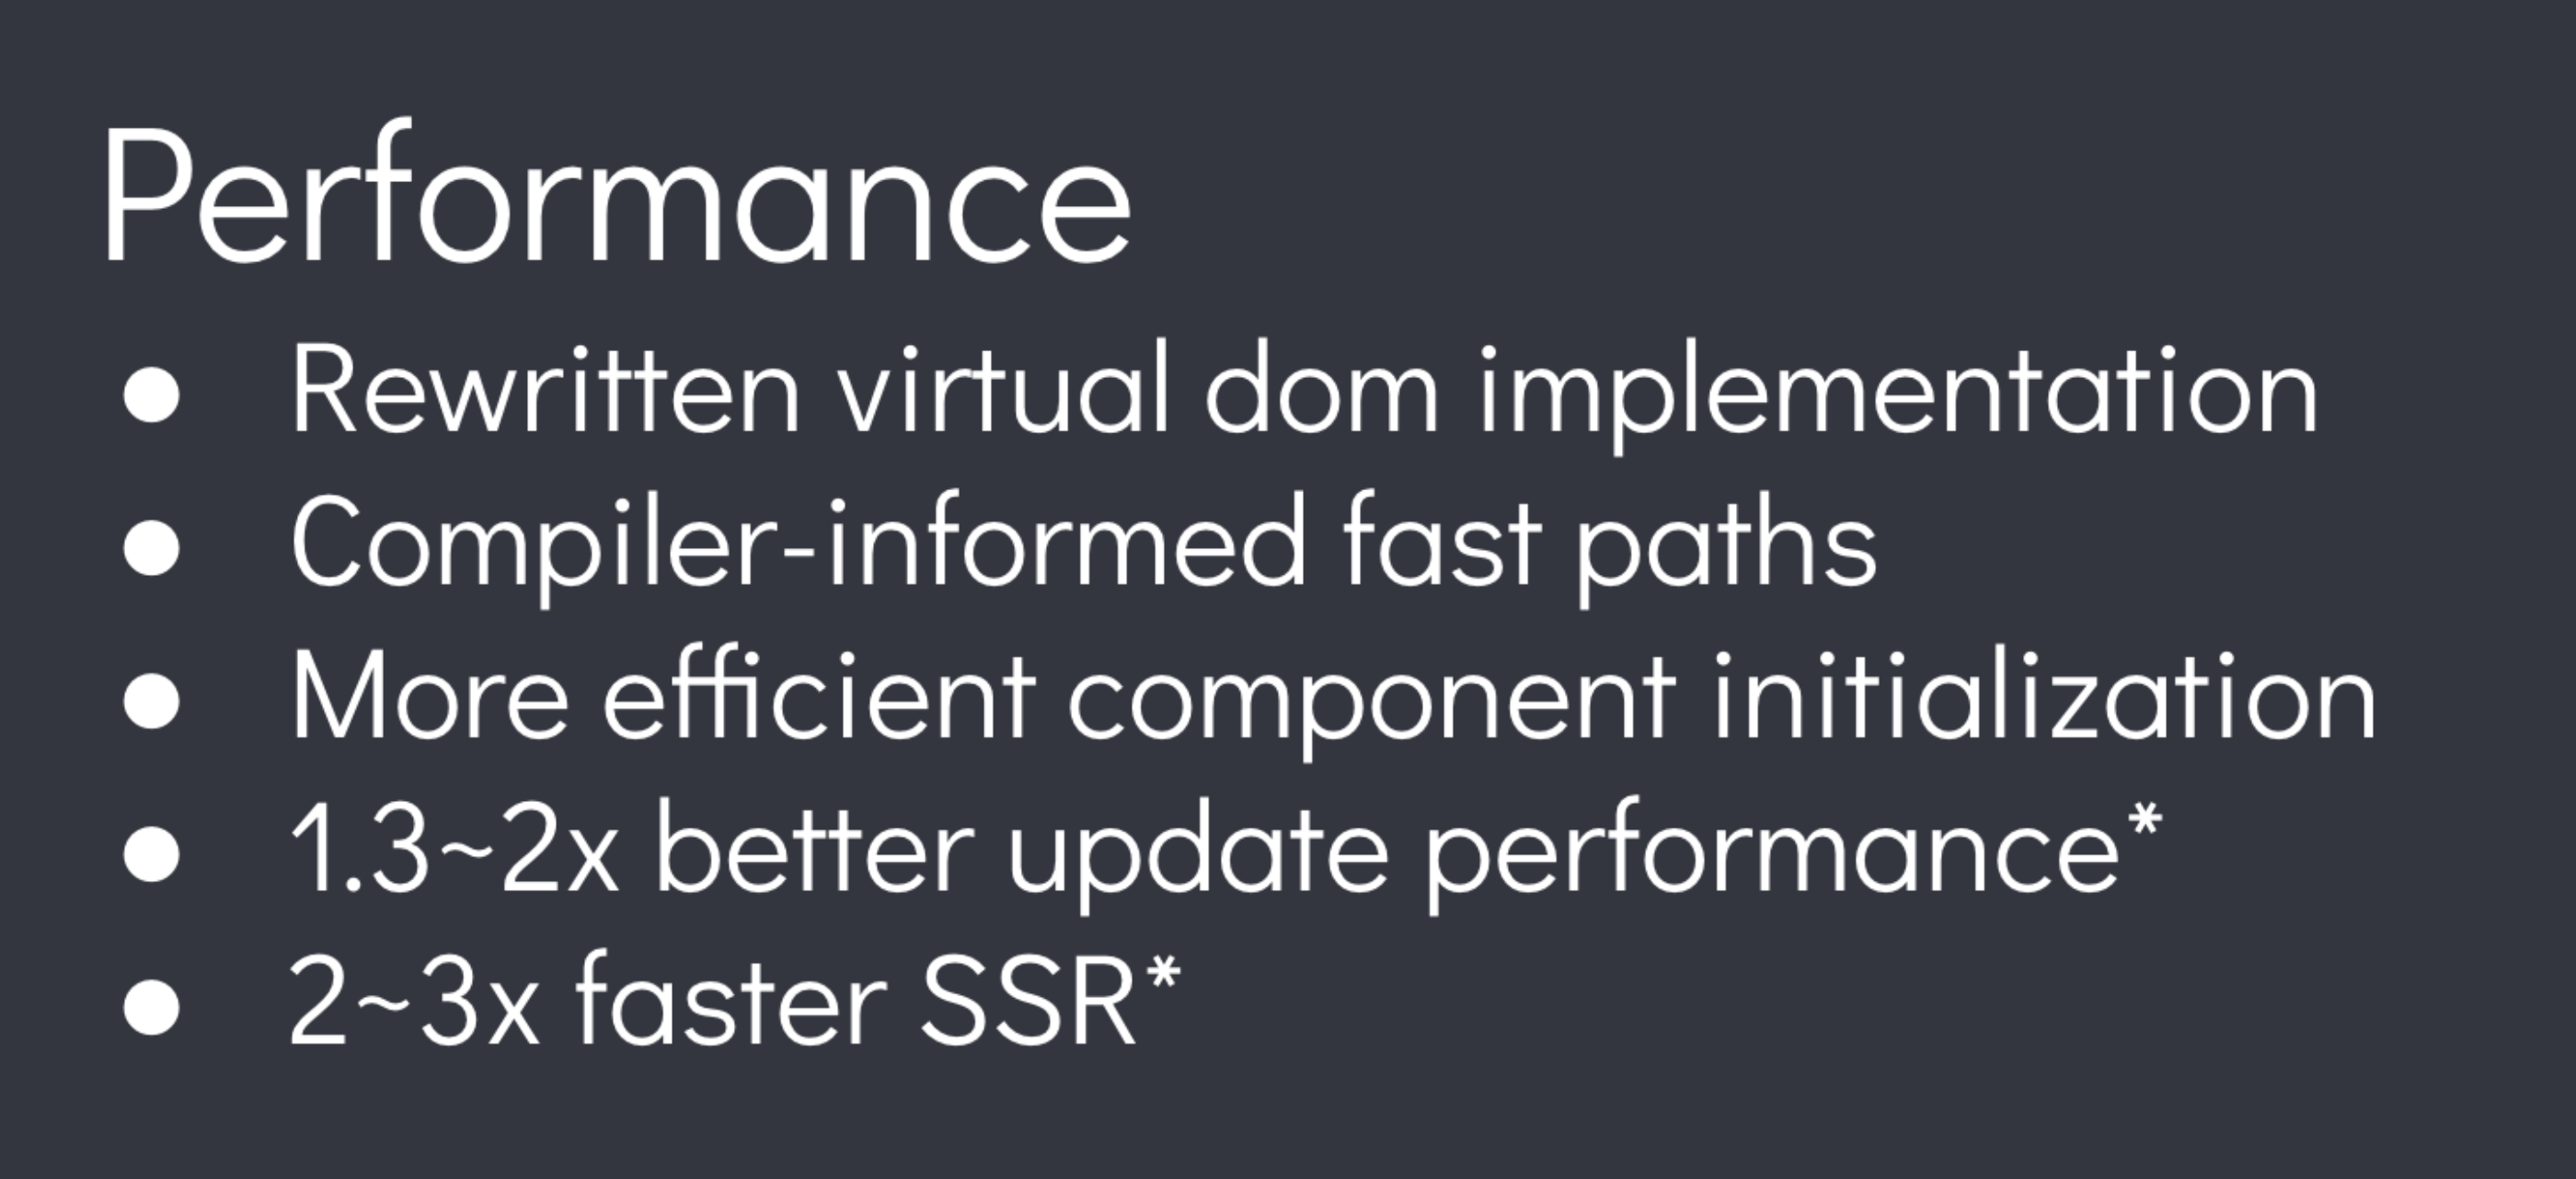 Performance
● Rewritten virtual dom implementation
● Compiler-informed fast paths
● More efficient component initialization
● 1.3~2x better update performance*
● 2~3x faster SSR*